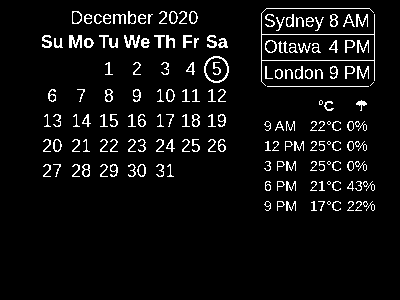 December 2020
Su Mo Tu We Th Fr Sa
1 2 3 4 5
6 7 8 9 10 11 12
13 14 15 16 17 18 19
20 21 22 23 24 25 26
27 28 29 30 31
Sydney 8 AM
Ottawa 4 PM
London 9 PM
°C ☂
9 AM 22°C 0%
12 PM 25°C 0%
3 PM 25°C 0%
6 PM 21°C 43%
9 PM 17°C 22%